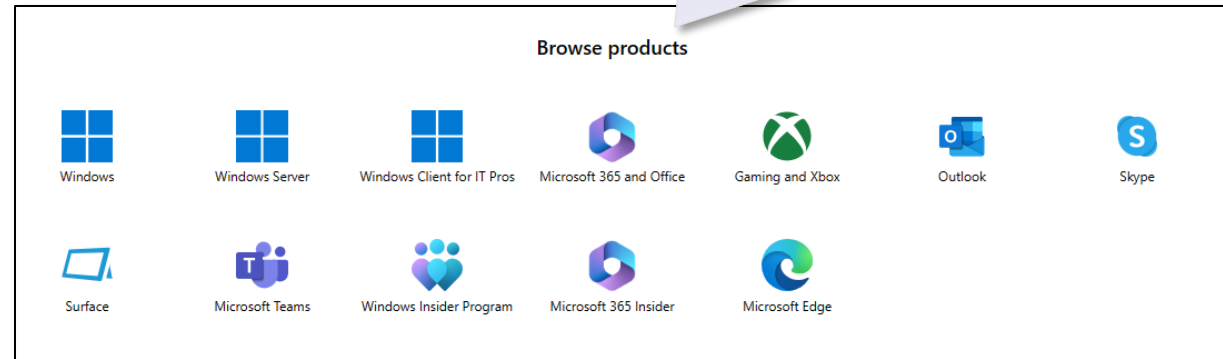 Browse products
Windows
Windows Server
Windows Client for IT Pros
Microsoft 365 and Office
Gaming and Xbox
Outlook
Skype
Surface
Microsoft Teams
Windows Insider Program
Microsoft 365 Insider
Microsoft Edge